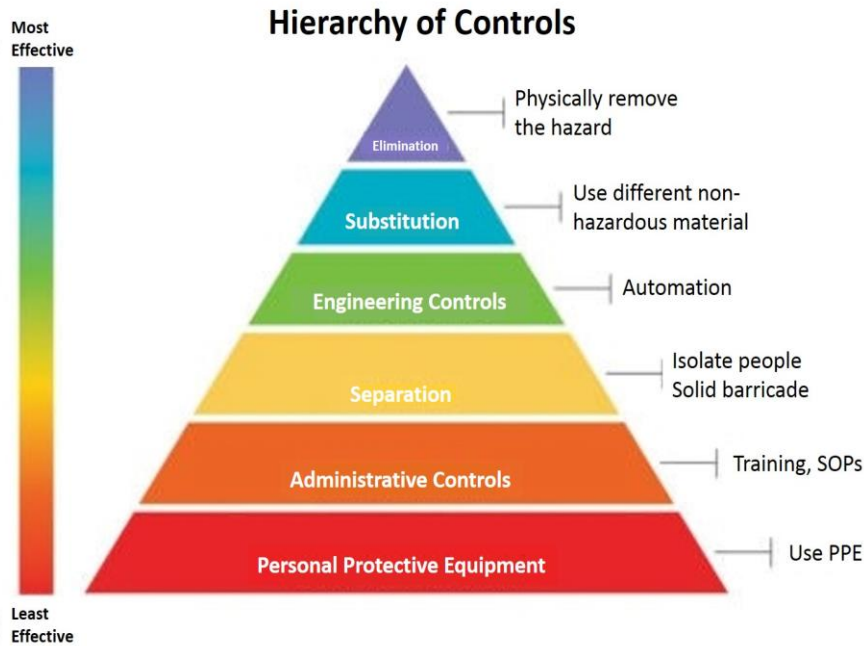 Hierarchy of Controls
Most
Effective
Elimination
Physically remove
the hazard
Substitution
Use different non-
hazardous material
Engineering Controls
Automation
Separation
Isolate people
Solid barricade
Administrative Controls
Training, SOPs
Personal Protective Equipment
Use PPE
Least
Effective